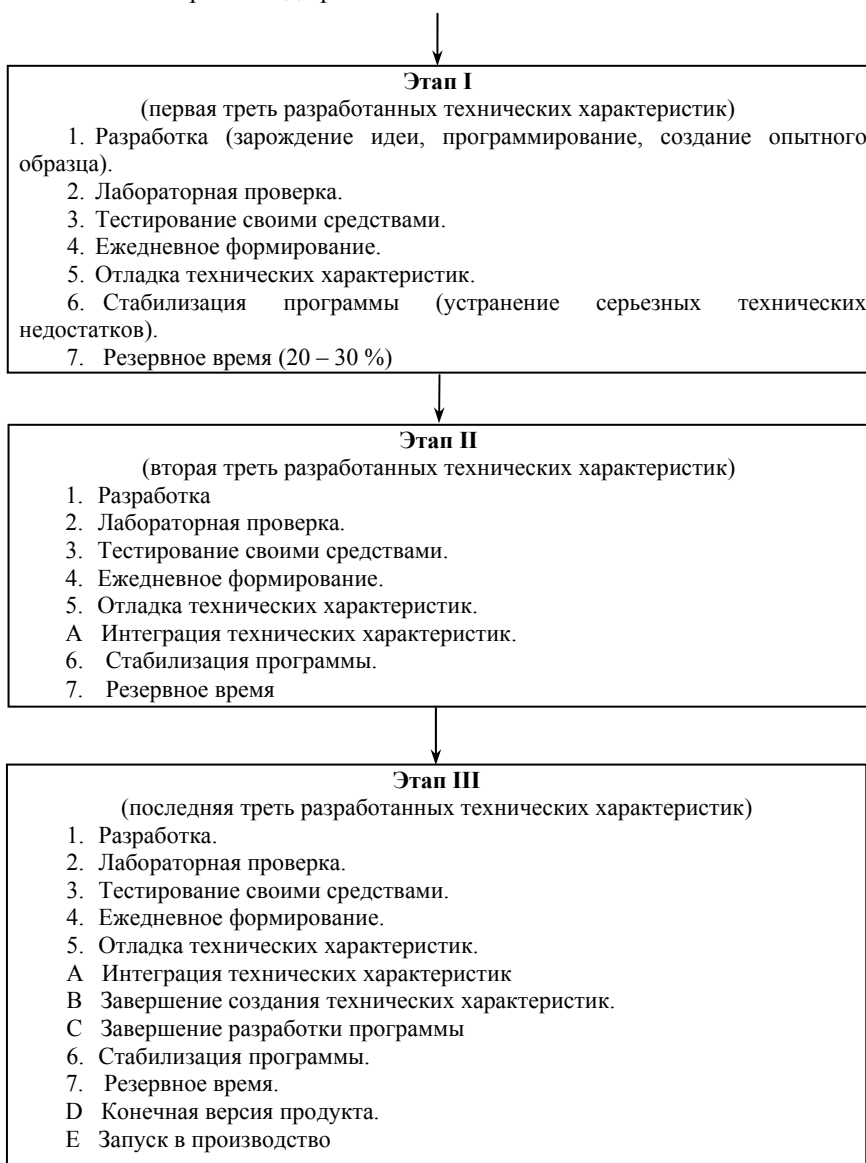 Этап I
(первая треть разработанных технических характеристик)
1. Разработка (зарождение идеи, программирование, создание опытного
образца).
2. Лабораторная проверка.
3. Тестирование своими средствами.
4. Ежедневное формирование.
5. Отладка технических характеристик.
6. Стабилизация программы (устранение серьезных технических
недостатков).
7. Резервное время (20 – 30 %)
Этап II
(вторая треть разработанных технических характеристик)
1. Разработка
2. Лабораторная проверка.
3. Тестирование своими средствами.
4. Ежедневное формирование.
5. Отладка технических характеристик.
А Интеграция технических характеристик.
6. Стабилизация программы.
7. Резервное время
Этап III
(последняя треть разработанных технических характеристик)
1. Разработка.
2. Лабораторная проверка.
3. Тестирование своими средствами.
4. Ежедневное формирование.
5. Отладка технических характеристик.
А Интеграция технических характеристик
В Завершение создания технических характеристик.
С Завершение разработки программы
6. Стабилизация программы.
7. Резервное время.
D Конечная версия продукта.
Е Запуск в производство